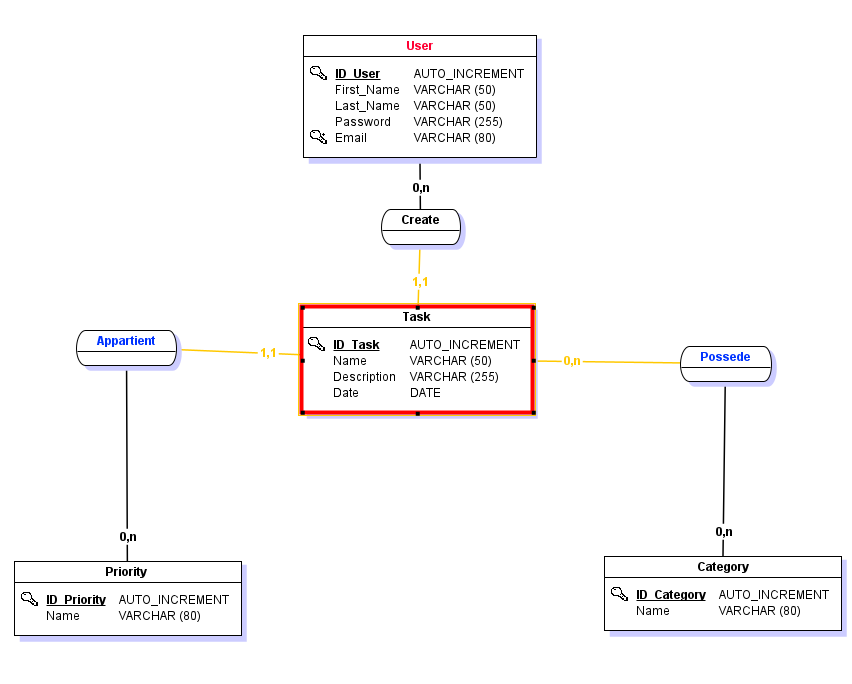 User
ID_User AUTO_INCREMENT
First_Name VARCHAR (50)
Last_Name VARCHAR (50)
Password VARCHAR (255)
Email VARCHAR (80)
0,n
Create
1,1
Task
ID_Task AUTO_INCREMENT
Name VARCHAR (50)
Description VARCHAR (255)
Date DATE
Appartient
1,1
0,n
Possede
0,n
0,n
Priority
ID_Priority AUTO_INCREMENT
Name VARCHAR (80)
Category
ID_Category AUTO_INCREMENT
Name VARCHAR (80)